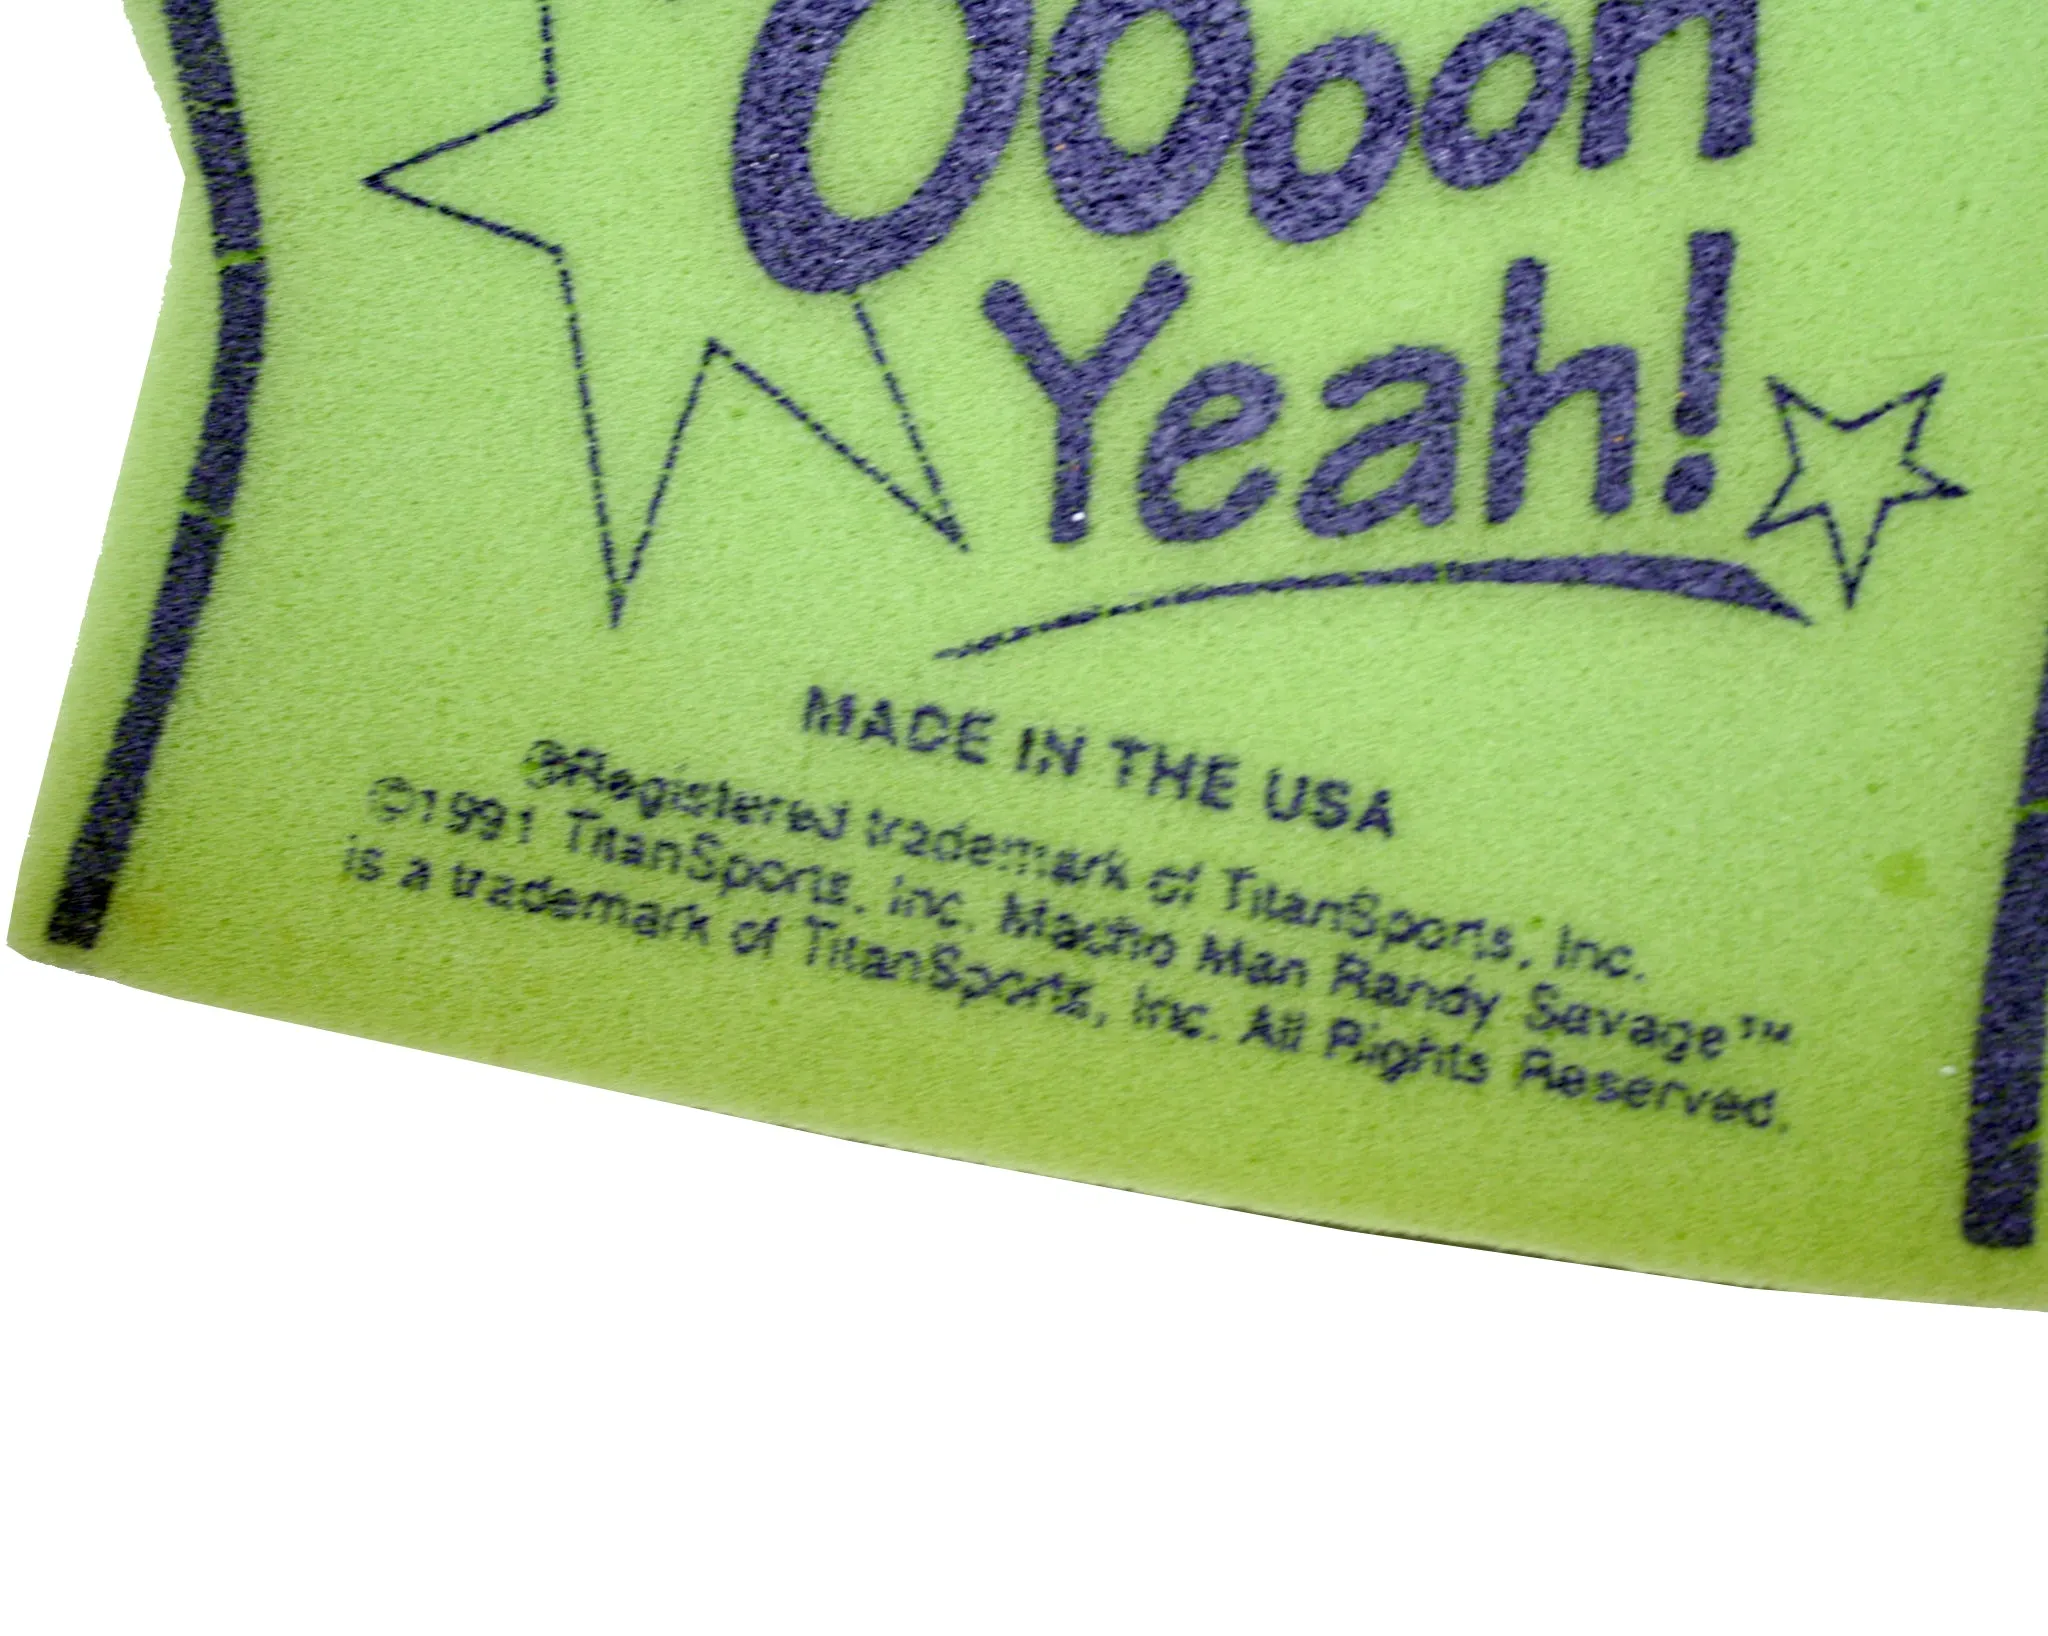 OOooh
Yeah!
MADE IN THE USA
®Registered trademark of TitanSports, Inc.
©1991 TitanSports, Inc. Macho Man Randy Savage™
is a trademark of TitanSports, Inc. All Rights Reserved.